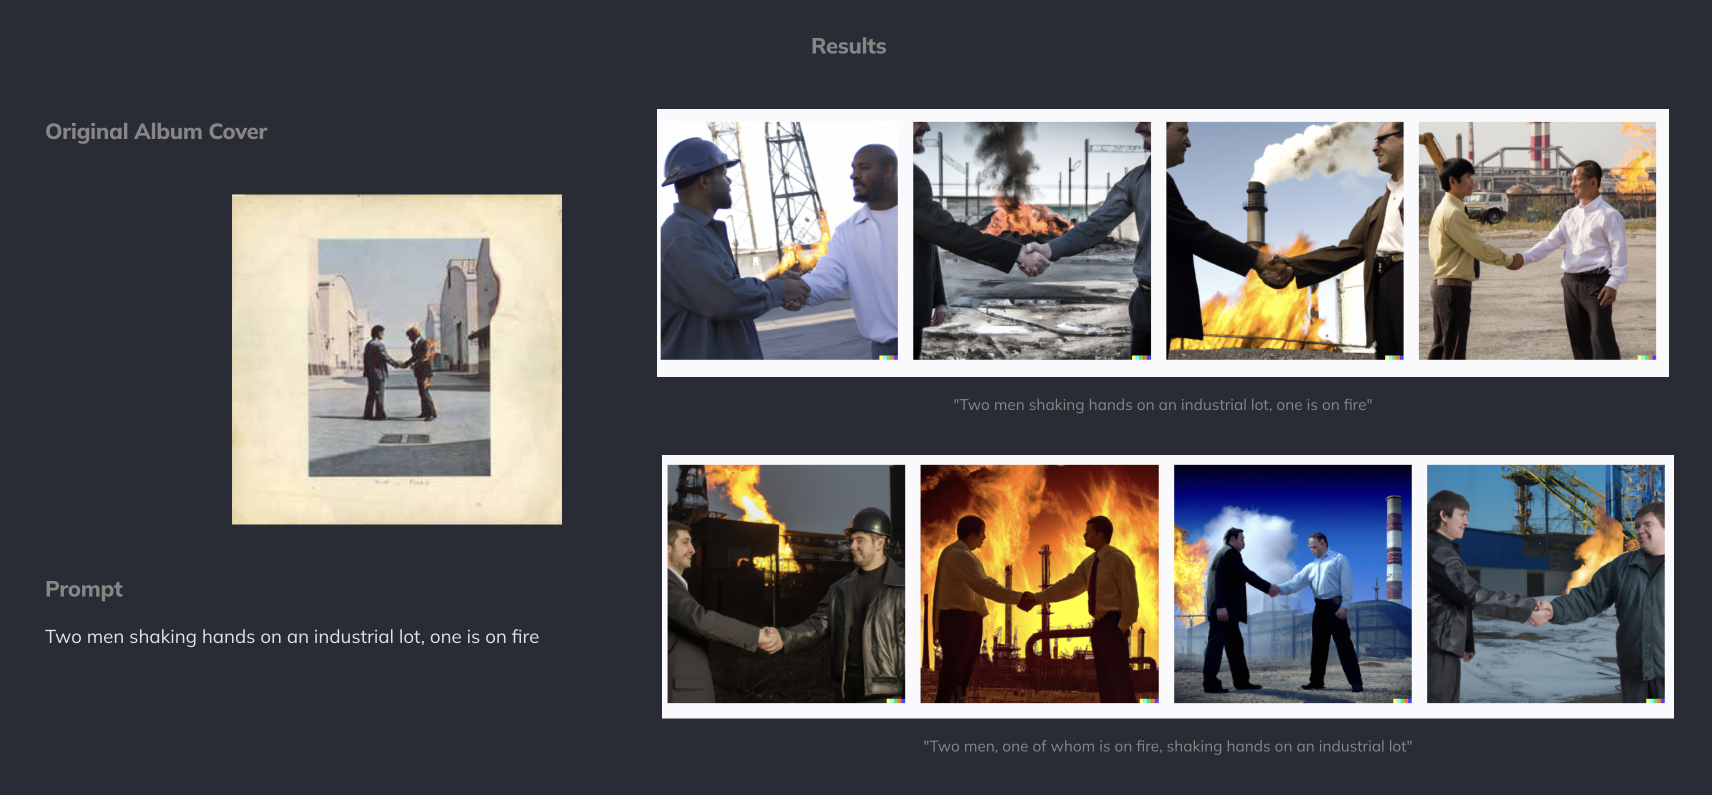 Results
Original Album Cover
"Two men shaking hands on an industrial lot, one is on fire"
Prompt
Two men shaking hands on an industrial lot, one is on fire
"Two men, one of whom is on fire, shaking hands on an industrial lot"